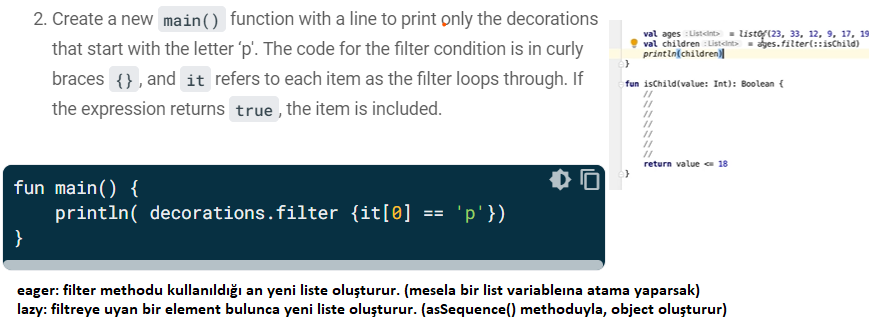 2. Create a new main() function with a line to print only the decorations
that start with the letter ‘p'. The code for the filter condition is in curly
braces {} , and it refers to each item as the filter loops through. If
the expression returns true , the item is included.
fun main() {
println( decorations.filter {it[0] == 'p'})
}
val ages : List<Int> = listOf(23, 33, 12, 9, 17, 19
val children : List<Int> = ages.filter(::isChild)
println(children)
}
fun isChild(value: Int): Boolean {
//
//
//
//
//
//
//
return value <= 18
}
eager: filter methodu kullanıldığı an yeni liste oluşturur. (mesela bir list variableına atama yaparsak)
lazy: filtreye uyan bir element bulunca yeni liste oluşturur. (asSequence() methoduyla, object oluşturur)